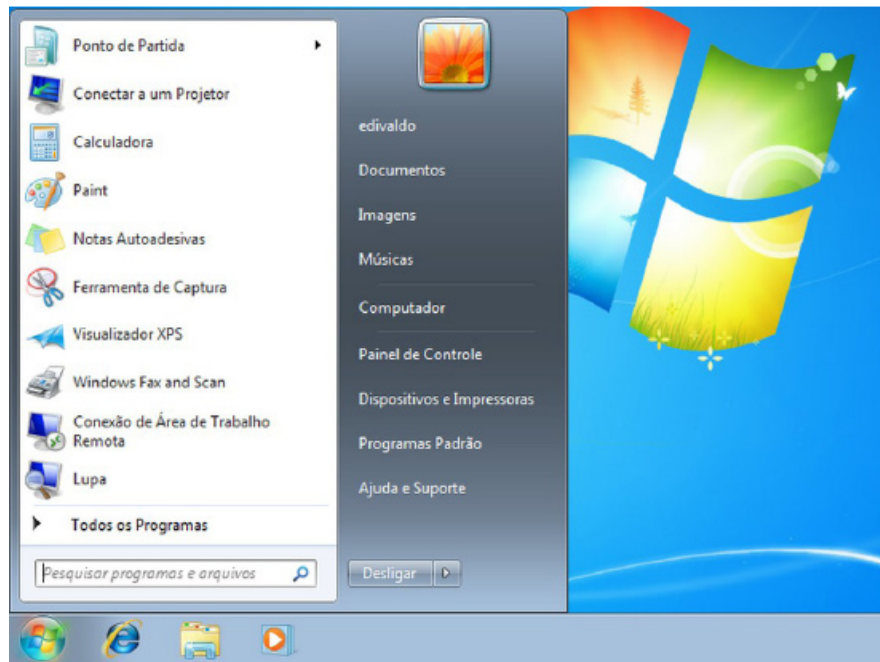 Ponto de Partida
Conectar a um Projetor
Calculadora
Paint
Notas Autoadesivas
Ferramenta de Captura
Visualizador XPS
Windows Fax and Scan
Conexão de Área de Trabalho
Remota
Lupa
Todos os Programas
Pesquisar programas e arquivos
edivaldo
Documentos
Imagens
Músicas
Computador
Painel de Controle
Dispositivos e Impressoras
Programas Padrão
Ajuda e Suporte
Desligar